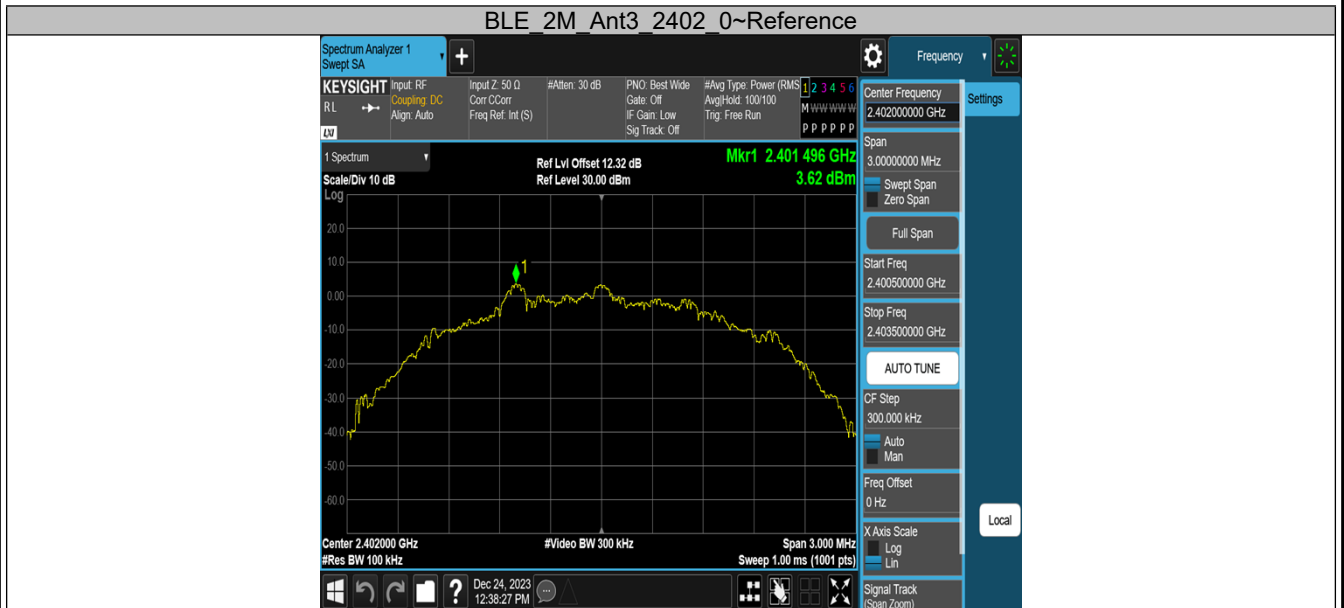 BLE_2M_Ant3_2402_0~Reference
Spectrum Analyzer 1
Swept SA
+
Frequency
KEYSIGHT
RL
LXI
Input: RF
Coupling: DC
Align: Auto
Input Z: 50 Ω
Corr CCorr
Freq Ref: Int (S)
#Atten: 30 dB
PNO: Best Wide
Gate: Off
IF Gain: Low
Sig Track: Off
#Avg Type: Power (RMS
Avg|Hold: 100/100
Trig: Free Run
1 2 3 4 5 6
M W W W W W
P P P P P P
Center Frequency
2.402000000 GHz
Settings
Span
3.00000000 MHz
Swept Span
Zero Span
Full Span
Start Freq
2.400500000 GHz
Stop Freq
2.403500000 GHz
AUTO TUNE
CF Step
300.000 kHz
Auto
Man
Freq Offset
0 Hz
X Axis Scale
Log
Lin
Signal Track
(Span Zoom)
Local
1 Spectrum
Scale/Div 10 dB
Log
Ref Lvl Offset 12.32 dB
Ref Level 30.00 dBm
Mkr1 2.401 496 GHz
3.62 dBm
20.0
10.0
1
0.00
-10.0
-20.0
-30.0
-40.0
-50.0
-60.0
Center 2.402000 GHz
#Res BW 100 kHz
#Video BW 300 kHz
Span 3.000 MHz
Sweep 1.00 ms (1001 pts)
?
Dec 24, 2023
12:38:27 PM